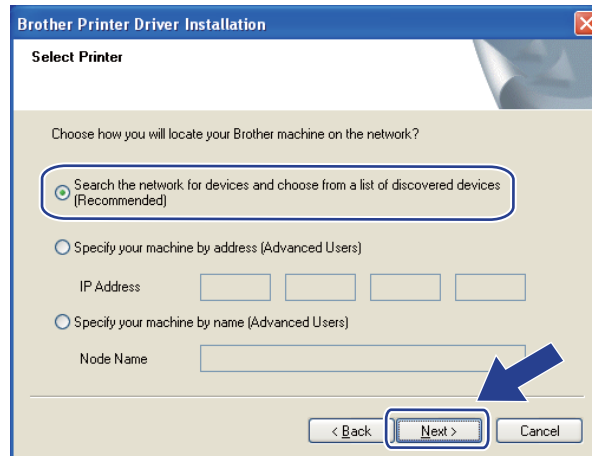 Brother Printer Driver Installation
Select Printer
Choose how you will locate your Brother machine on the network?
Search the network for devices and choose from a list of discovered devices
(Recommended)
Specify your machine by address (Advanced Users)
IP Address
Specify your machine by name (Advanced Users)
Node Name
< Back
Next >
Cancel